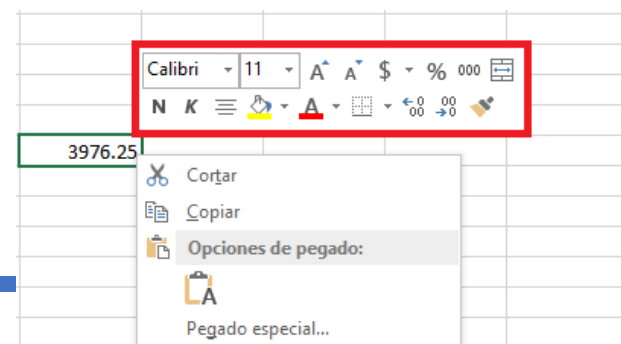 Calibri 11 A A $ % 000
N K A
3976.25
Cortar
Copiar
Opciones de pegado:
A
Pegado especial...